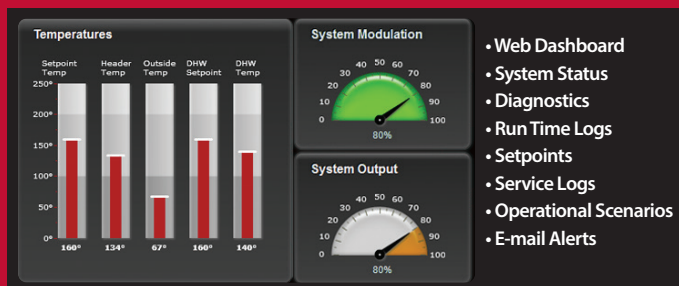 Temperatures
Setpoint Temp
Header Temp
Outside Temp
DHW Setpoint
DHW Temp
250°
200°
150°
100°
50°
0°
160°
134°
67°
160°
140°
System Modulation
0
10
20
30
40
50
60
70
80
90
100
80%
System Output
0
10
20
30
40
50
60
70
80
90
100
80%
• Web Dashboard
• System Status
• Diagnostics
• Run Time Logs
• Setpoints
• Service Logs
• Operational Scenarios
• E-mail Alerts